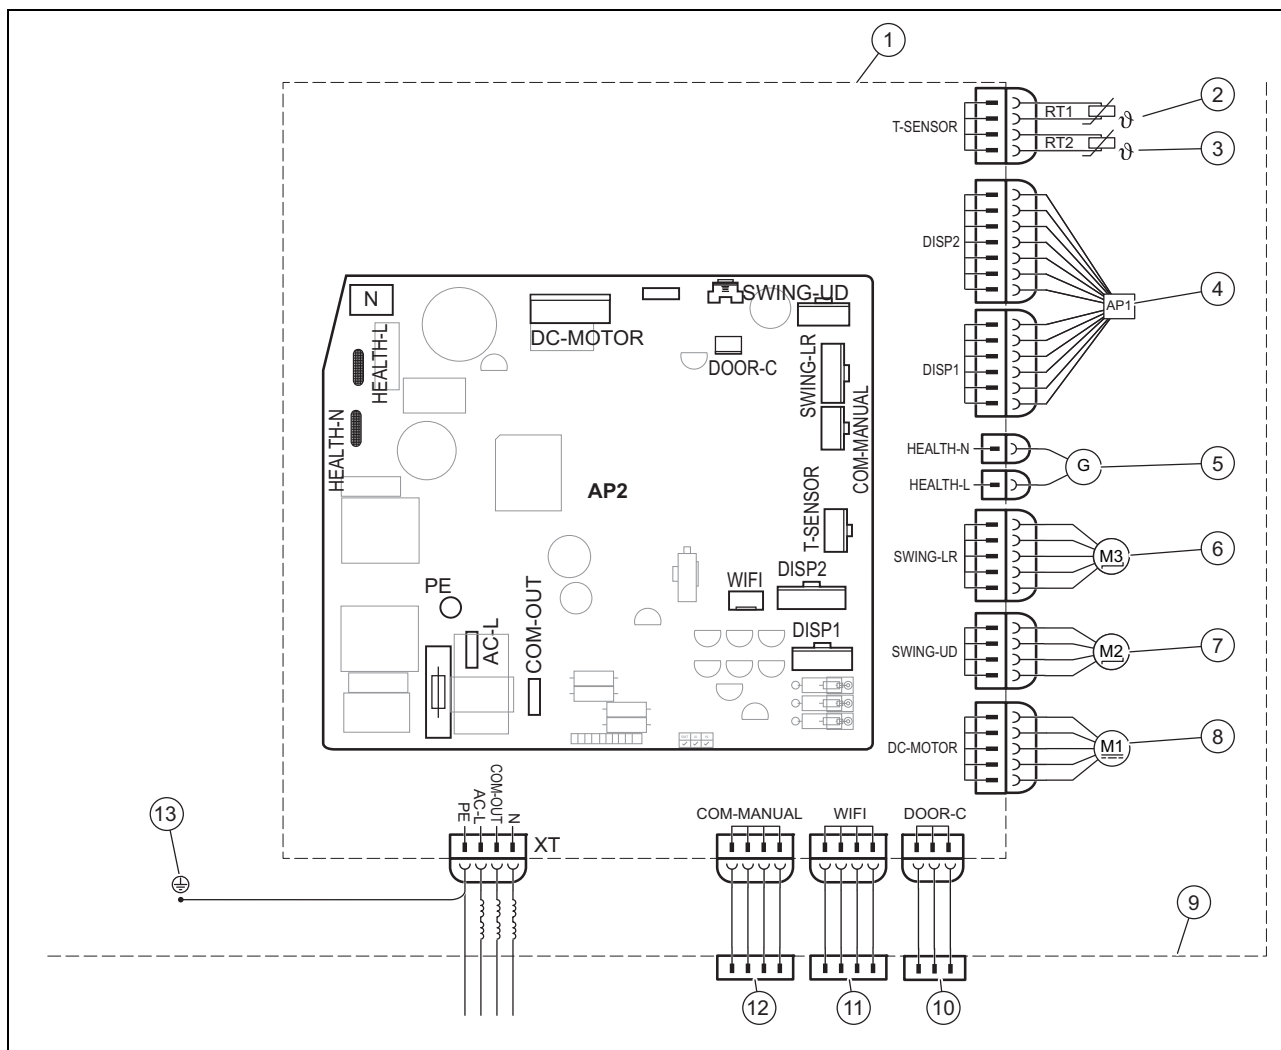 1
2
T-SENSOR
RT1
ϑ
RT2
ϑ
3
DISP2
4
AP1
DISP1
HEALTH-N
G
5
HEALTH-L
SWING-LR
M3
6
SWING-UD
M2
7
DC-MOTOR
M1
8
N
HEALTH-L
HEALTH-N
DC-MOTOR
SWING-UD
DOOR-C
SWING-LR
COM-MANUAL
AP2
T-SENSOR
WIFI
DISP2
DISP1
PE
AC-L
COM-OUT
13
PE
AC-L
COM-OUT
N
XT
COM-MANUAL
WIFI
DOOR-C
9
12
11
10